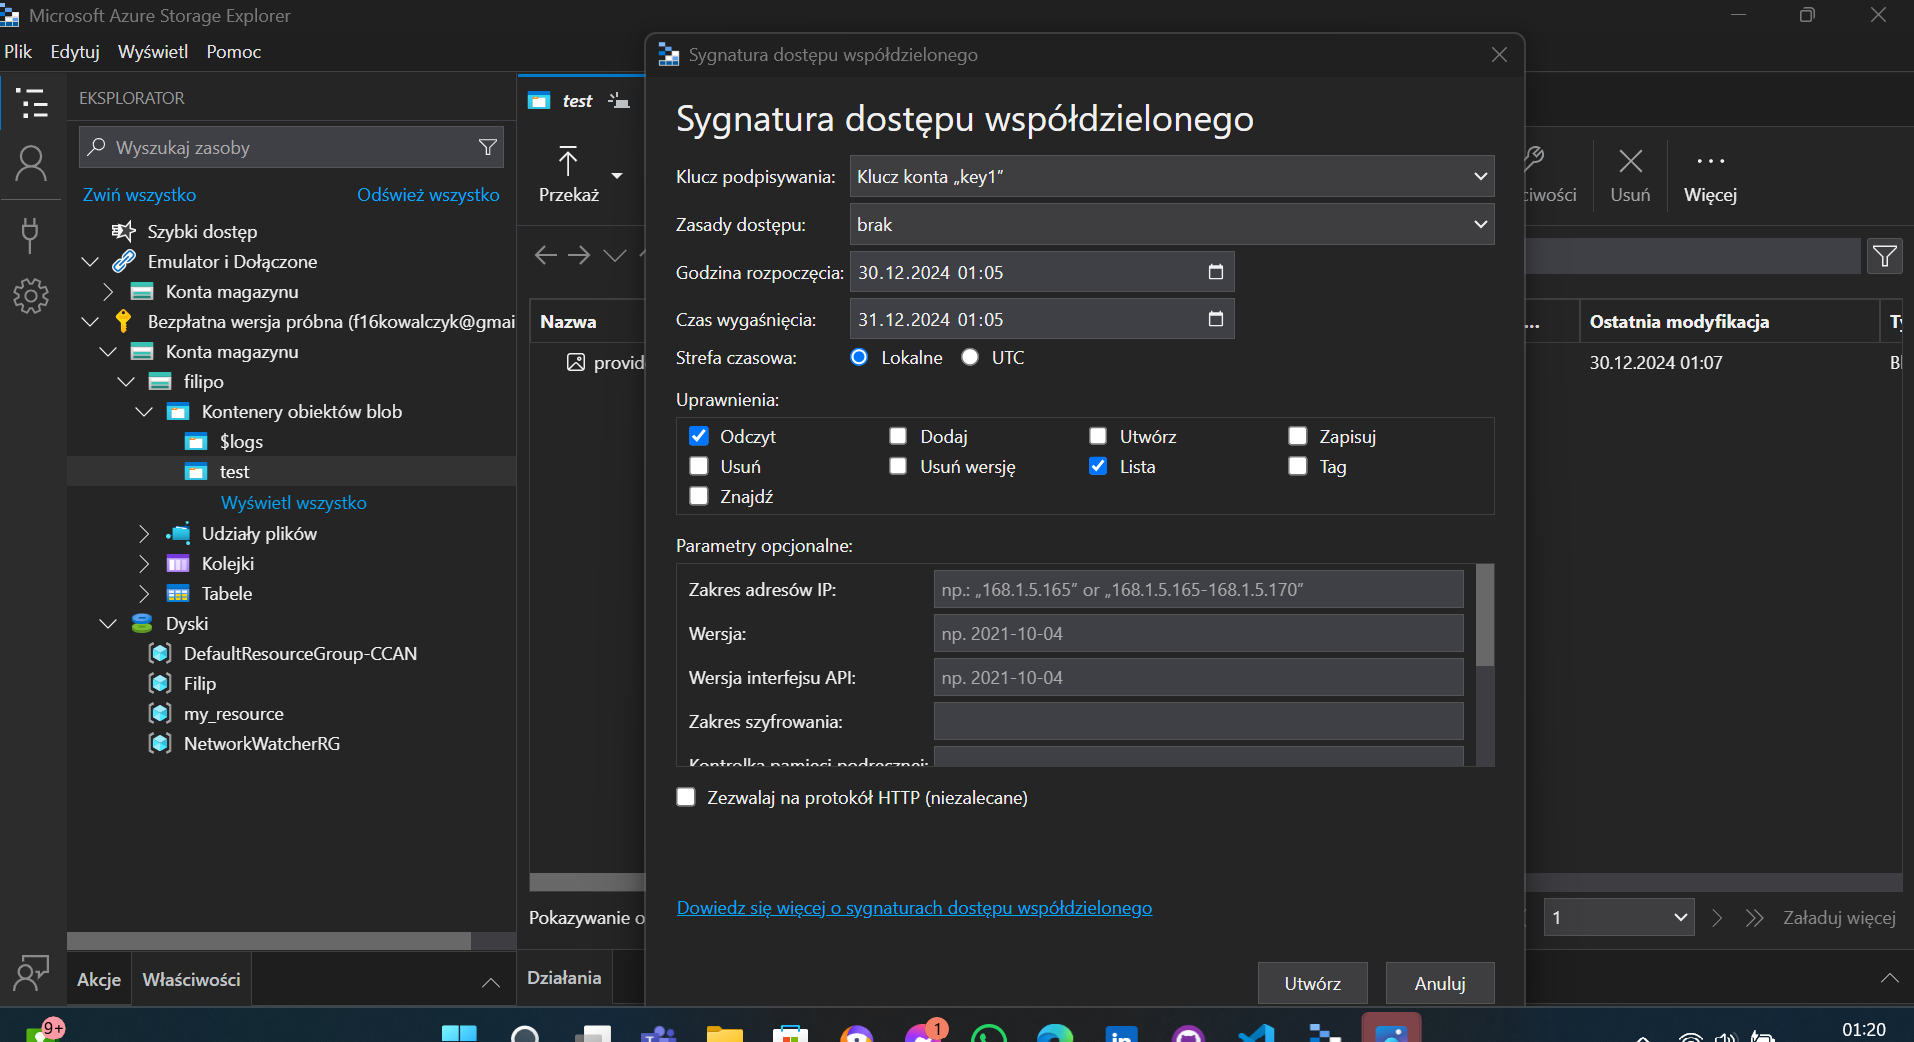 Microsoft Azure Storage Explorer
Plik Edytuj Wyświetl Pomoc
EKSPLORATOR
Wyszukaj zasoby
Zwiń wszystko Odśwież wszystko
Szybki dostęp
Emulator i Dołączone
Konta magazynu
Bezpłatna wersja próbna (f16kowalczyk@gmai
Konta magazynu
filipo
Kontenery obiektów blob
$logs
test
Wyświetl wszystko
Udziały plików
Kolejki
Tabele
Dyski
DefaultResourceGroup-CCAN
Filip
my_resource
NetworkWatcherRG
Akcje Właściwości
test
Przekaż
Nazwa
provid
Pokazywanie o
Działania
Sygnatura dostępu współdzielonego
Sygnatura dostępu współdzielonego
Klucz podpisywania: Klucz konta „key1”
Zasady dostępu: brak
Godzina rozpoczęcia: 30.12.2024 01:05
Czas wygaśnięcia: 31.12.2024 01:05
Strefa czasowa: Lokalne UTC
Uprawnienia:
Odczyt Dodaj Utwórz Zapisuj
Usuń Usuń wersję Lista Tag
Znajdź
Parametry opcjonalne:
Zakres adresów IP: np.: „168.1.5.165” or „168.1.5.165-168.1.5.170”
Wersja: np. 2021-10-04
Wersja interfejsu API: np. 2021-10-04
Zakres szyfrowania:
Kontrolka pamięci podręcznej:
Zezwalaj na protokół HTTP (niezalecane)
Dowiedz się więcej o sygnaturach dostępu współdzielonego
Utwórz Anuluj
ciwości Usuń Więcej
... Ostatnia modyfikacja
30.12.2024 01:07
1 Załaduj więcej
9+
1
01:20